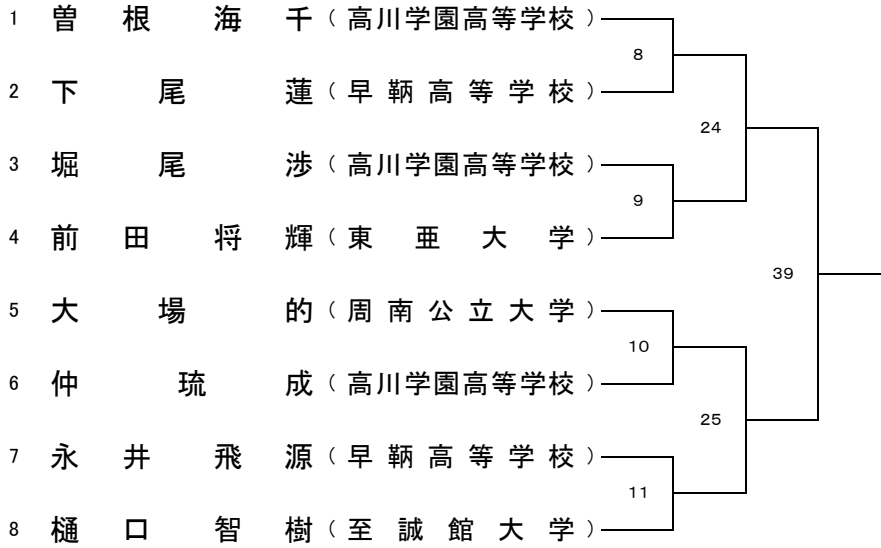 1 曽根海千（高川学園高等学校）
8
2 下尾蓮（早鞆高等学校）
24
3 堀尾渉（高川学園高等学校）
9
4 前田将輝（東亜大学）
39
5 大場的（周南公立大学）
10
6 仲琉成（高川学園高等学校）
25
7 永井飛源（早鞆高等学校）
11
8 樋口智樹（至誠館大学）